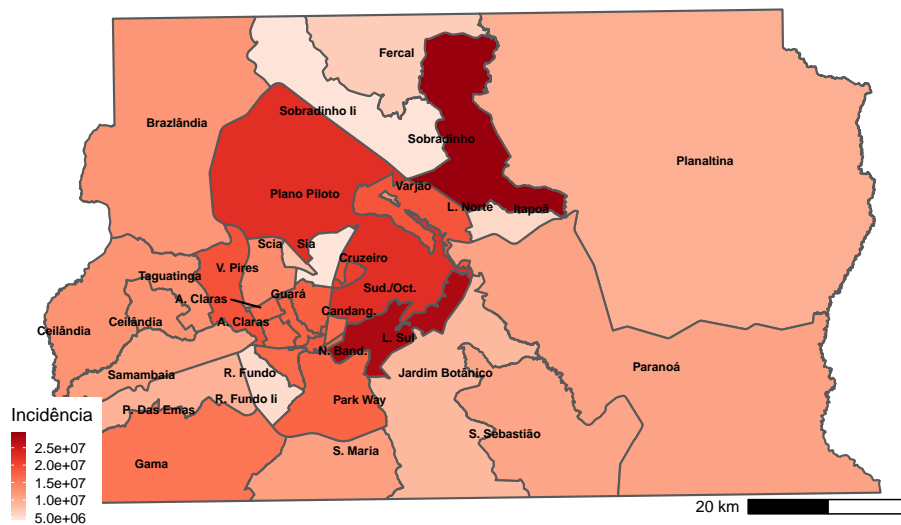 Fercal
Sobradinho Ii
Brazlândia
Sobradinho
Planaltina
Varjão
Plano Piloto
L. Norte
Itapoã
Scia
Sia
Cruzeiro
V. Pires
Taguatinga
Guará
Sud./Oct.
A. Claras
Candang.
Ceilândia
Ceilândia
A. Claras
L. Sul
N. Band.
Samambaia
R. Fundo
Jardim Botânico
Paranoá
R. Fundo Ii
Park Way
P. Das Emas
S. Sebastião
S. Maria
Gama
Incidência
2.5e+07
2.0e+07
1.5e+07
1.0e+07
5.0e+06
20 km